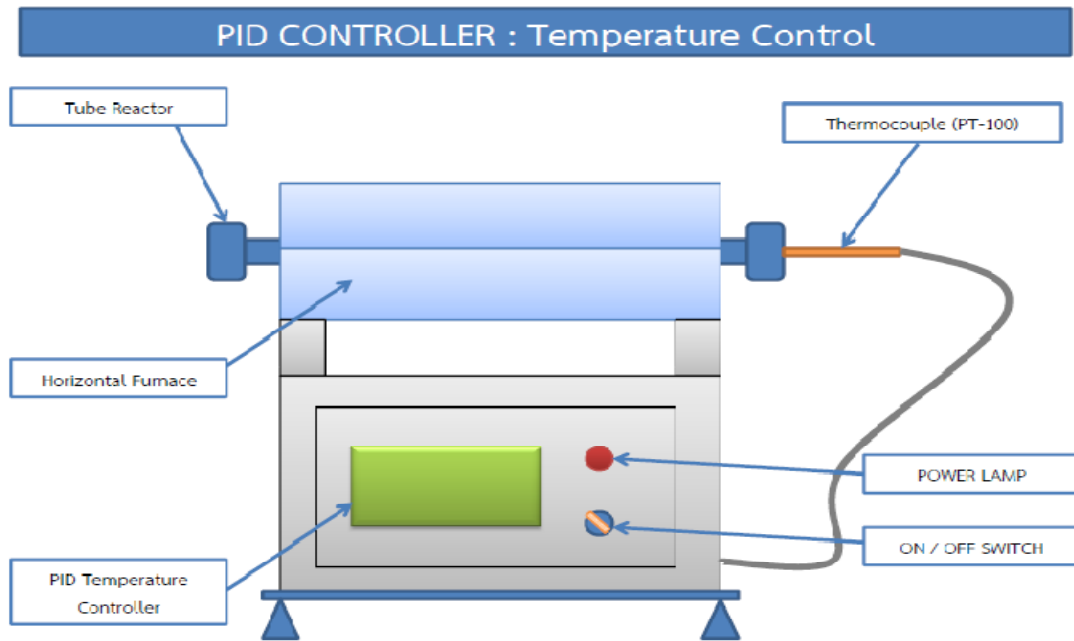 PID CONTROLLER : Temperature Control
Tube Reactor
Thermocouple (PT-100)
Horizontal Furnace
POWER LAMP
ON / OFF SWITCH
PID Temperature
Controller